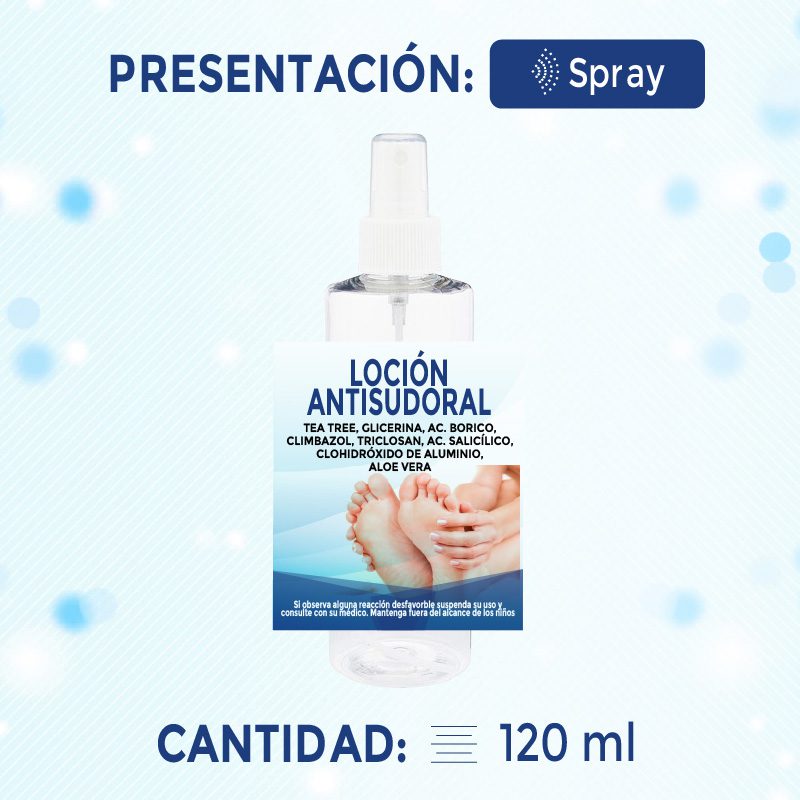 PRESENTACIÓN: Spray
LOCIÓN
ANTISUDORAL
TEA TREE, GLICERINA, AC. BORICO,
CLIMBAZOL, TRICLOSAN, AC. SALICÍLICO,
CLOHIDRÓXIDO DE ALUMINIO,
ALOE VERA
Si observa alguna reacción desfavorable suspenda su uso y
consulte con su médico. Mantenga fuera del alcance de los niños
CANTIDAD: 120 ml